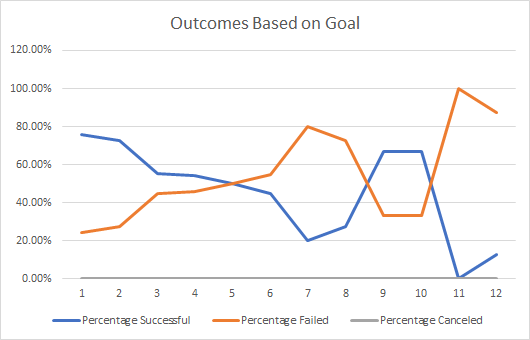 Outcomes Based on Goal
120.00%
100.00%
80.00%
60.00%
40.00%
20.00%
0.00%
1 2 3 4 5 6 7 8 9 10 11 12
Percentage Successful Percentage Failed Percentage Canceled